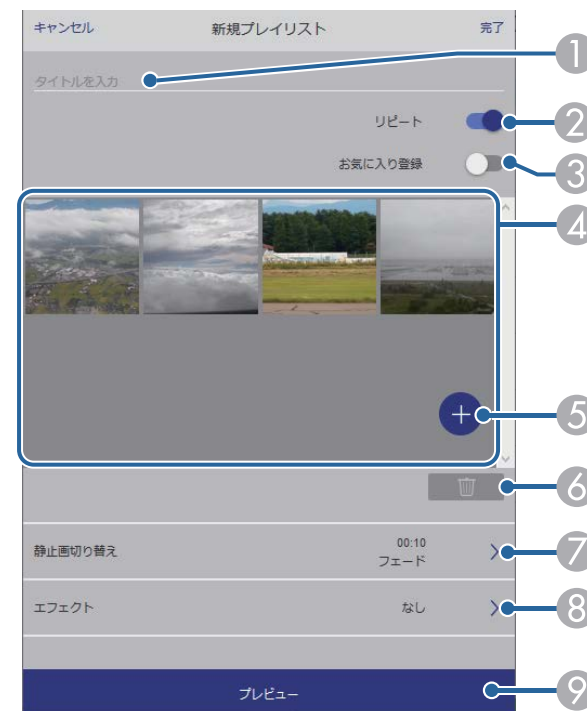 キャンセル 新規プレイリスト 完了
1
タイトルを入力
リピート 2
お気に入り登録 3
4
5
6
静止画切り替え 00:10 7
フェード
エフェクト なし 8
プレビュー 9